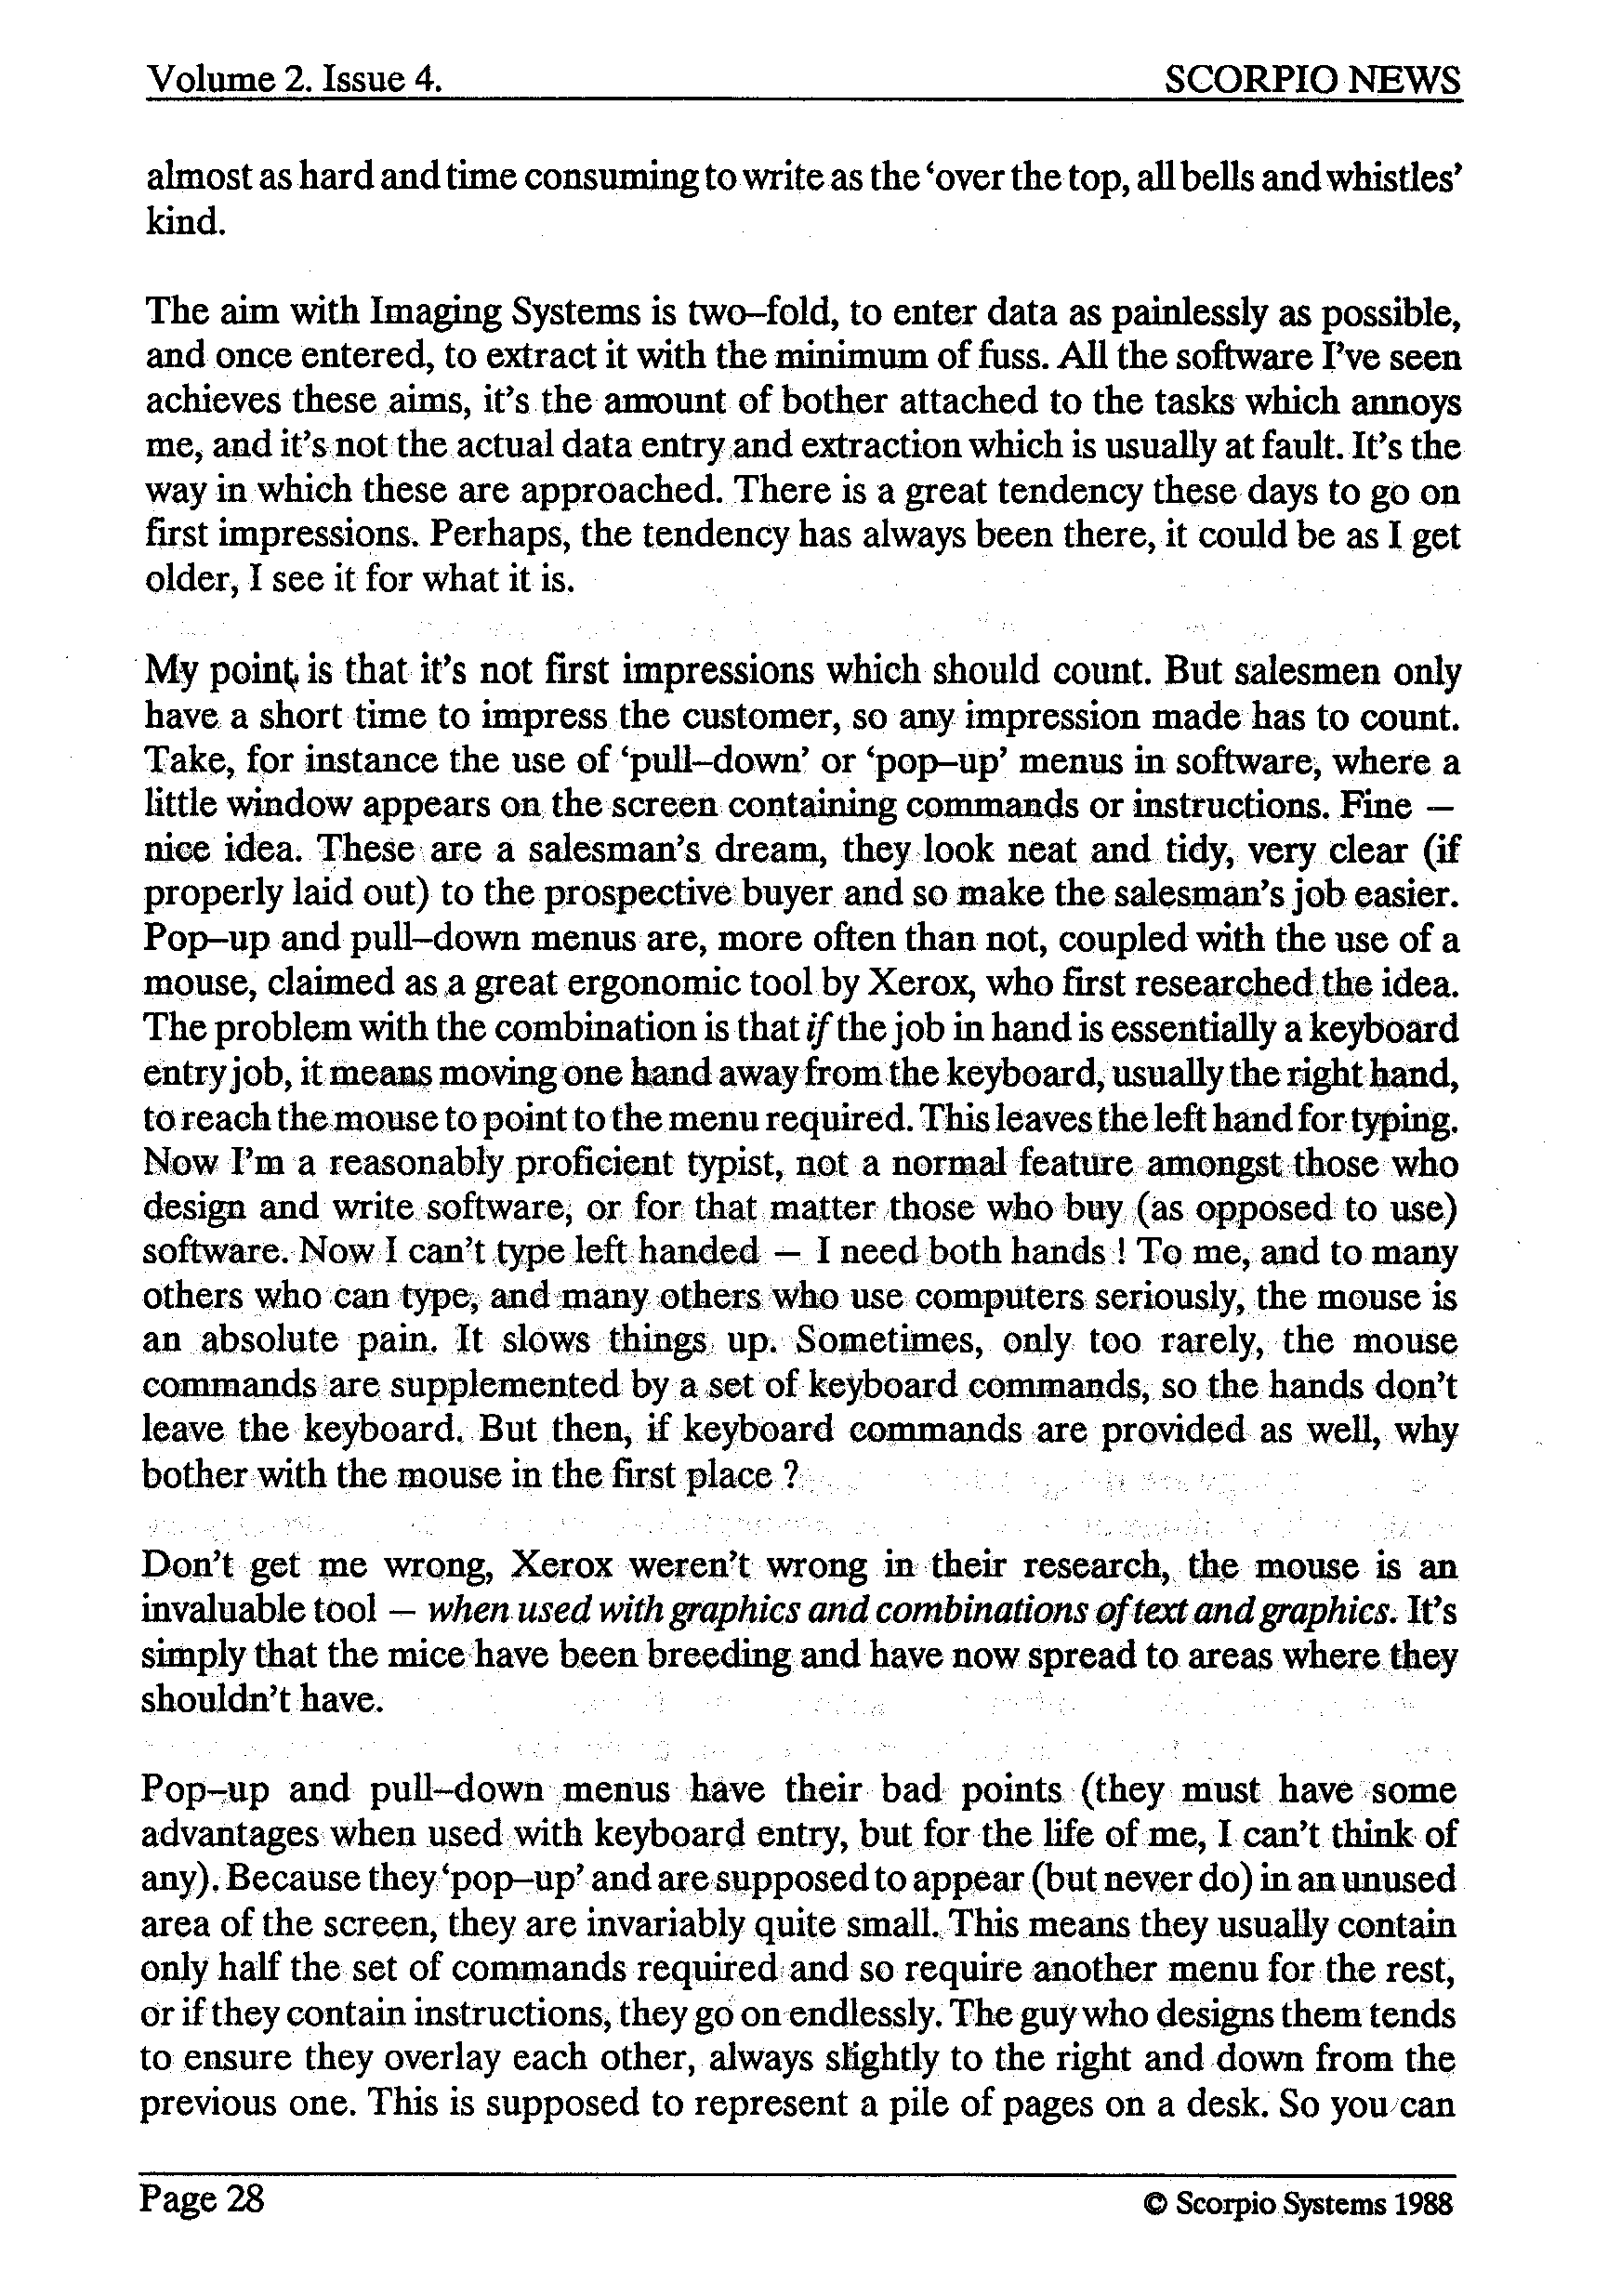 Volume 2. Issue 4. SCORPIO NEWS
almost as hard and time consuming to write as the ‘over the top, all bells and whistles’
kind.
The aim with Imaging Systems is two–fold, to enter data as painlessly as possible,
and once entered, to extract it with the minimum of fuss. All the software I’ve seen
achieves these aims, it’s the amount of bother attached to the tasks which annoys
me, and it’s not the actual data entry and extraction which is usually at fault. It’s the
way in which these are approached. There is a great tendency these days to go on
first impressions. Perhaps, the tendency has always been there, it could be as I get
older, I see it for what it is.
My point, is that it’s not first impressions which should count. But salesmen only
have a short time to impress the customer, so any impression made has to count.
Take, for instance the use of ‘pull–down’ or ‘pop–up’ menus in software, where a
little window appears on the screen containing commands or instructions. Fine –
nice idea. These are a salesman’s dream, they look neat and tidy, very clear (if
properly laid out) to the prospective buyer and so make the salesman’s job easier.
Pop–up and pull–down menus are, more often than not, coupled with the use of a
mouse, claimed as a great ergonomic tool by Xerox, who first researched the idea.
The problem with the combination is that if the job in hand is essentially a keyboard
entry job, it means moving one hand away from the keyboard, usually the right hand,
to reach the mouse to point to the menu required. This leaves the left hand for typing.
Now I’m a reasonably proficient typist, not a normal feature amongst those who
design and write software, or for that matter those who buy (as opposed to use)
software. Now I can’t type left handed – I need both hands ! To me, and to many
others who can type, and many others who use computers seriously, the mouse is
an absolute pain. It slows things up. Sometimes, only too rarely, the mouse
commands are supplemented by a set of keyboard commands, so the hands don’t
leave the keyboard. But then, if keyboard commands are provided as well, why
bother with the mouse in the first place ?
Don’t get me wrong, Xerox weren’t wrong in their research, the mouse is an
invaluable tool – when used with graphics and combinations of text and graphics. It’s
simply that the mice have been breeding and have now spread to areas where they
shouldn’t have.
Pop–up and pull–down menus have their bad points (they must have some
advantages when used with keyboard entry, but for the life of me, I can’t think of
any). Because they ‘pop–up’ and are supposed to appear (but never do) in an unused
area of the screen, they are invariably quite small. This means they usually contain
only half the set of commands required and so require another menu for the rest,
or if they contain instructions, they go on endlessly. The guy who designs them tends
to ensure they overlay each other, always slightly to the right and down from the
previous one. This is supposed to represent a pile of pages on a desk. So you can
Page 28 © Scorpio Systems 1988